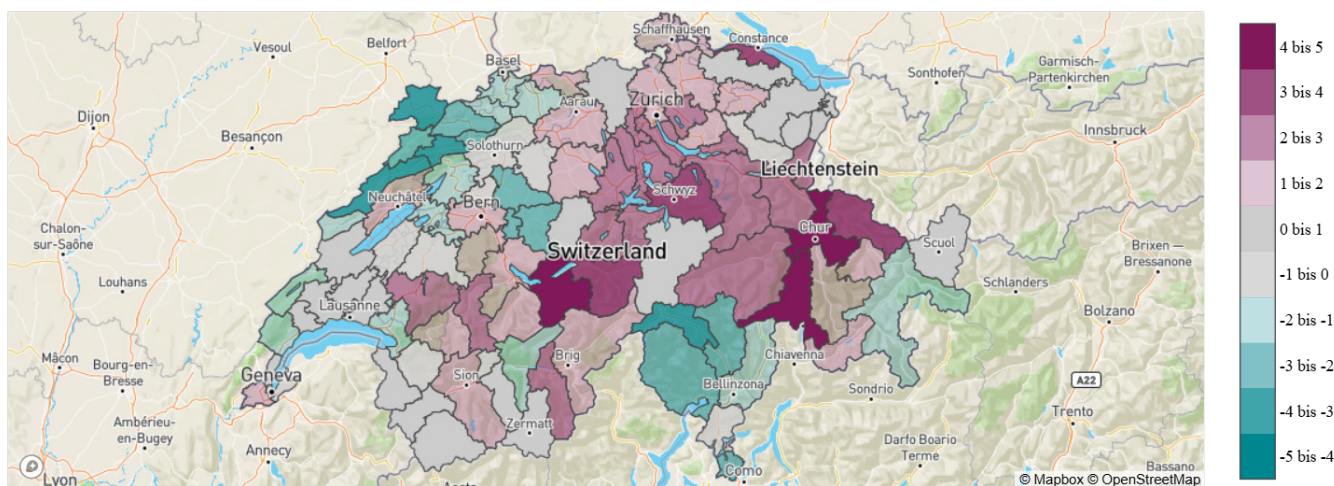 Schaffhausen
Vesoul
Belfort
Constance
Basel
Sonthofen
Garmisch-
Partenkirchen
Aarau
Zurich
Dijon
Besançon
Innsbruck
Solothurn
Liechtenstein
Schwyz
Neuchâtel
Bern
Chalon-
sur-Saône
Switzerland
Chur
Scuol
Brixen —
Bressanone
Louhans
Schlanders
Lausanne
Bolzano
Mâcon
Bourg-en-
Bresse
Geneva
Sion
Brig
Chiavenna
Sondrio
A22
Bellinzona
Trento
Ambérieu-
en-Bugey
Annecy
Zermatt
Darfo Boario
Terme
Como
Bassano
Lyon
© Mapbox © OpenStreetMap
4 bis 5
3 bis 4
2 bis 3
1 bis 2
0 bis 1
-1 bis 0
-2 bis -1
-3 bis -2
-4 bis -3
-5 bis -4